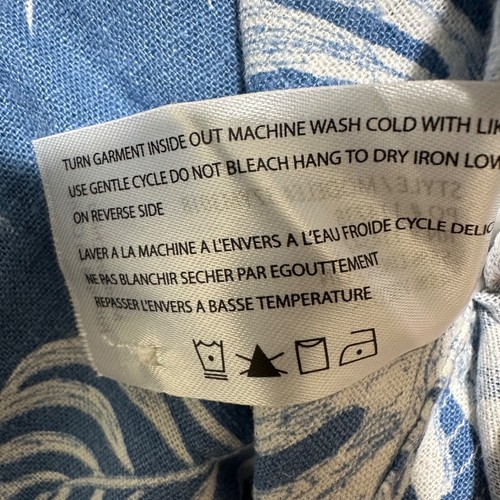 TURN GARMENT INSIDE OUT MACHINE WASH COLD WITH
USE GENTLE CYCLE DO NOT BLEACH HANG TO DRY IRON LOW
ON REVERSE SIDE
LAVER A LA MACHINE A L'ENVERS A L'EAU FROIDE CYCLE
NE PAS BLANCHIR SECHER PAR EGOUTTEMENT
REPASSER L'ENVERS A BASSE TEMPERATURE